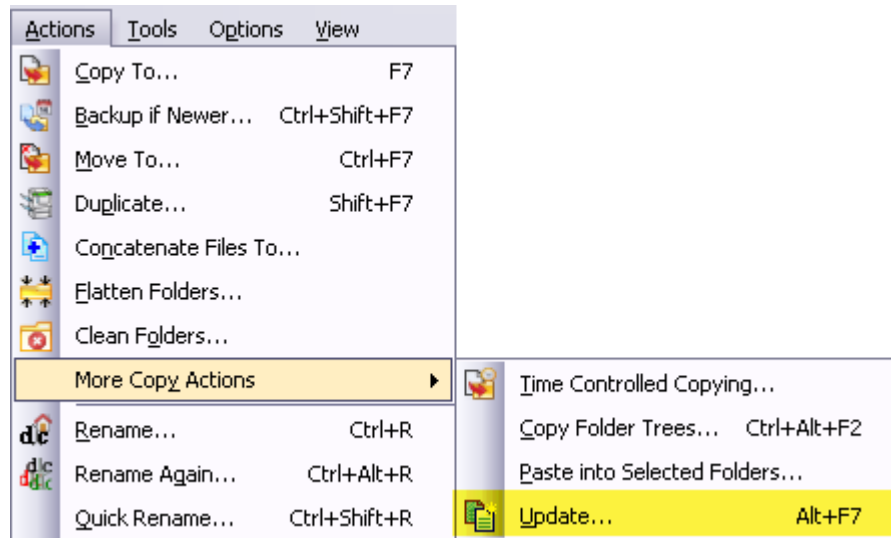 Actions Tools Options View
Copy To... F7
Backup if Newer... Ctrl+Shift+F7
Move To... Ctrl+F7
Duplicate... Shift+F7
Concatenate Files To...
Flatten Folders...
Clean Folders...
More Copy Actions
Time Controlled Copying...
Rename... Ctrl+R
Copy Folder Trees... Ctrl+Alt+F2
Rename Again... Ctrl+Alt+R
Paste into Selected Folders...
Quick Rename... Ctrl+Shift+R
Update... Alt+F7